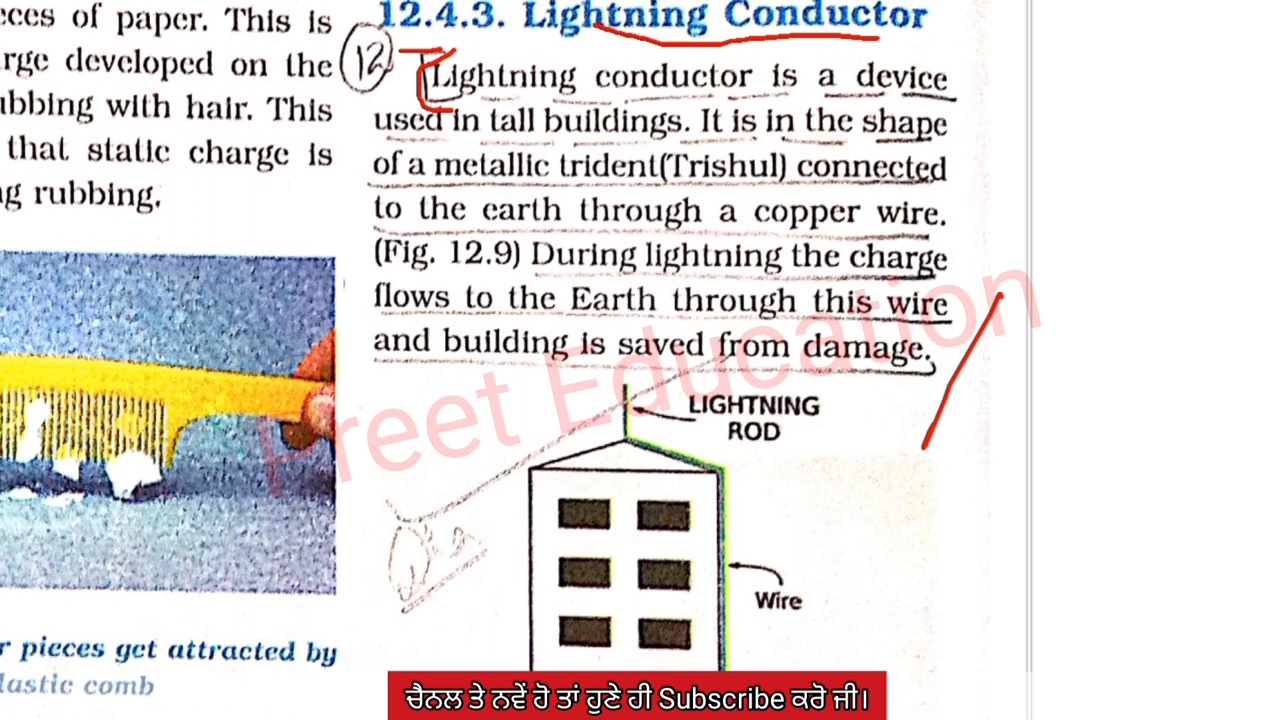 eces of paper. This is
rge developed on the
ubbing with hair. This
that static charge is
ng rubbing.
r pieces get attracted by
lastic comb
12.4.3. Lightning Conductor
12
Lightning conductor is a device
used in tall buildings. It is in the shape
of a metallic trident(Trishul) connected
to the earth through a copper wire.
(Fig. 12.9) During lightning the charge
flows to the Earth through this wire
and building is saved from damage.
LIGHTNING
ROD
Wire
Preet Education
ਚੈਨਲ ਤੇ ਨਵੇਂ ਹੋ ਤਾਂ ਹੁਣੇ ਹੀ Subscribe ਕਰੋ ਜੀ।